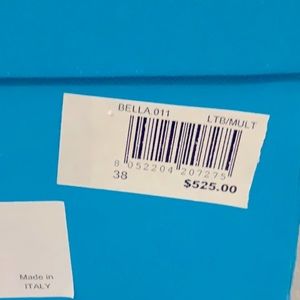 BELLA 011 LTB/MULT
8 052204 207275
38 $525.00
Made in
ITALY